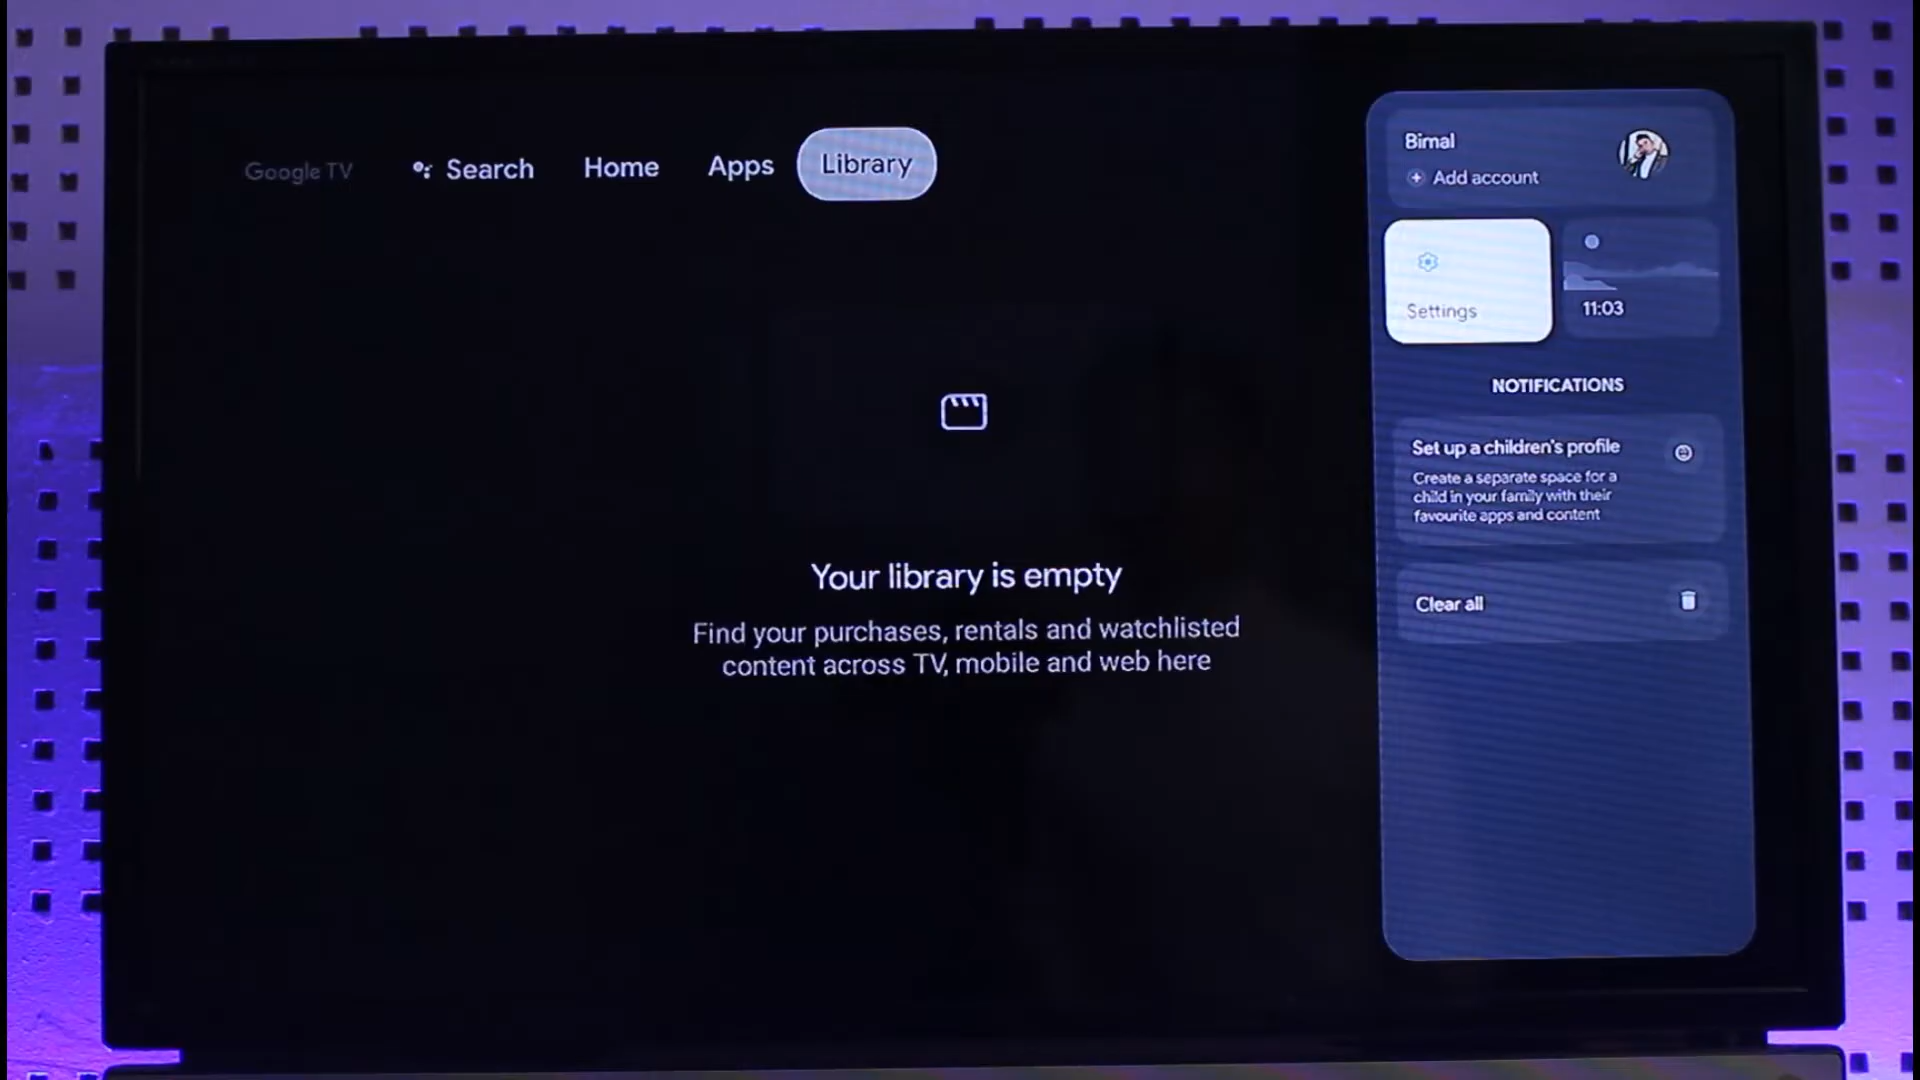 Google TV
Search
Home
Apps
Library
Your library is empty
Find your purchases, rentals and watchlisted
content across TV, mobile and web here
Bimal
Add account
Settings
11:03
NOTIFICATIONS
Set up a children's profile
Create a separate space for a
child in your family with their
favourite apps and content
Clear all